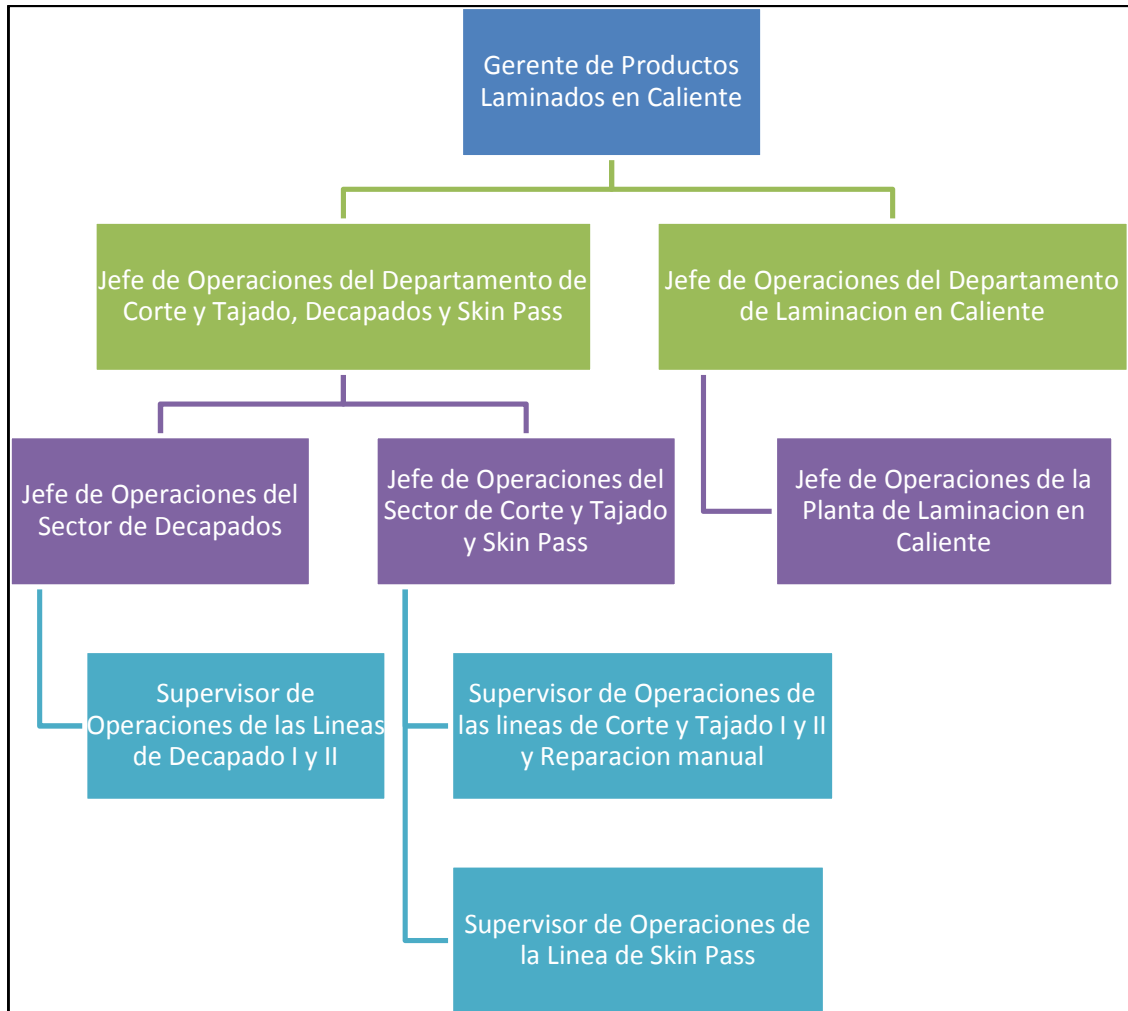 Gerente de Productos
Laminados en Caliente
Jefe de Operaciones del Departamento de
Corte y Tajado, Decapados y Skin Pass
Jefe de Operaciones del Departamento
de Laminacion en Caliente
Jefe de Operaciones del
Sector de Decapados
Jefe de Operaciones del
Sector de Corte y Tajado
y Skin Pass
Jefe de Operaciones de la
Planta de Laminacion en
Caliente
Supervisor de
Operaciones de las Lineas
de Decapado I y II
Supervisor de Operaciones de
las lineas de Corte y Tajado I y II
y Reparacion manual
Supervisor de Operaciones de
la Linea de Skin Pass